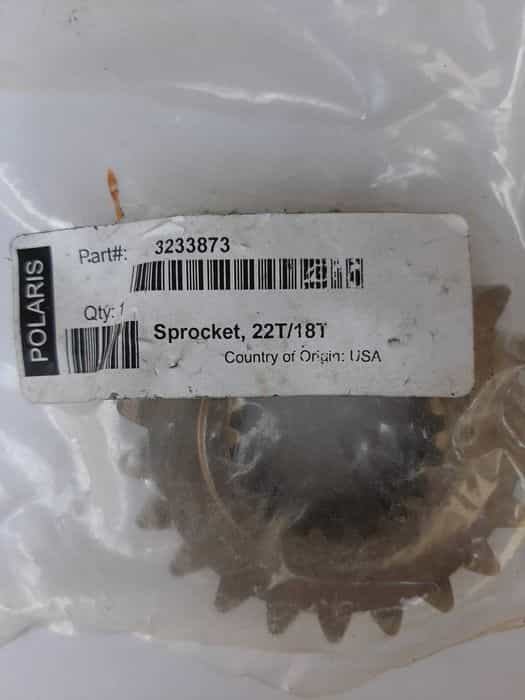 POLARIS
Part#: 3233873
Qty: 1
Sprocket, 22T/18T
Country of Origin: USA